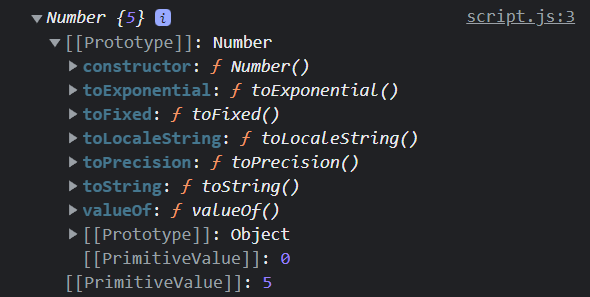 Number {5} i script.js:3
[[Prototype]]: Number
constructor: ƒ Number()
toExponential: ƒ toExponential()
toFixed: ƒ toFixed()
toLocaleString: ƒ toLocaleString()
toPrecision: ƒ toPrecision()
toString: ƒ toString()
valueOf: ƒ valueOf()
[[Prototype]]: Object
[[PrimitiveValue]]: 0
[[PrimitiveValue]]: 5